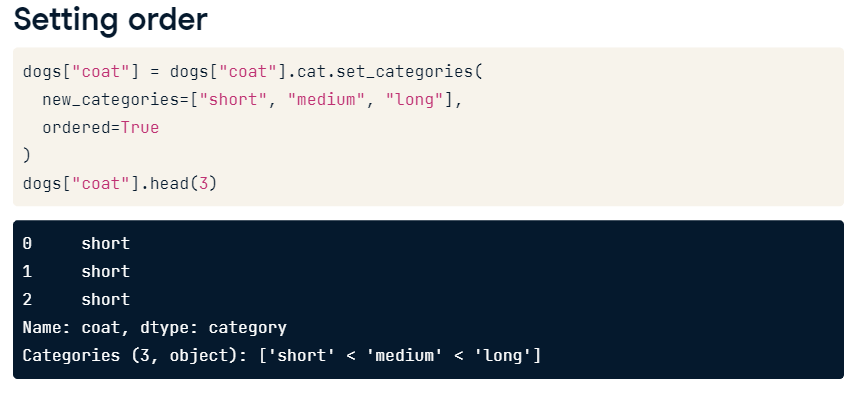 Setting order
dogs["coat"] = dogs["coat"].cat.set_categories(
  new_categories=["short", "medium", "long"],
  ordered=True
)
dogs["coat"].head(3)
0     short
1     short
2     short
Name: coat, dtype: category
Categories (3, object): ['short' < 'medium' < 'long']